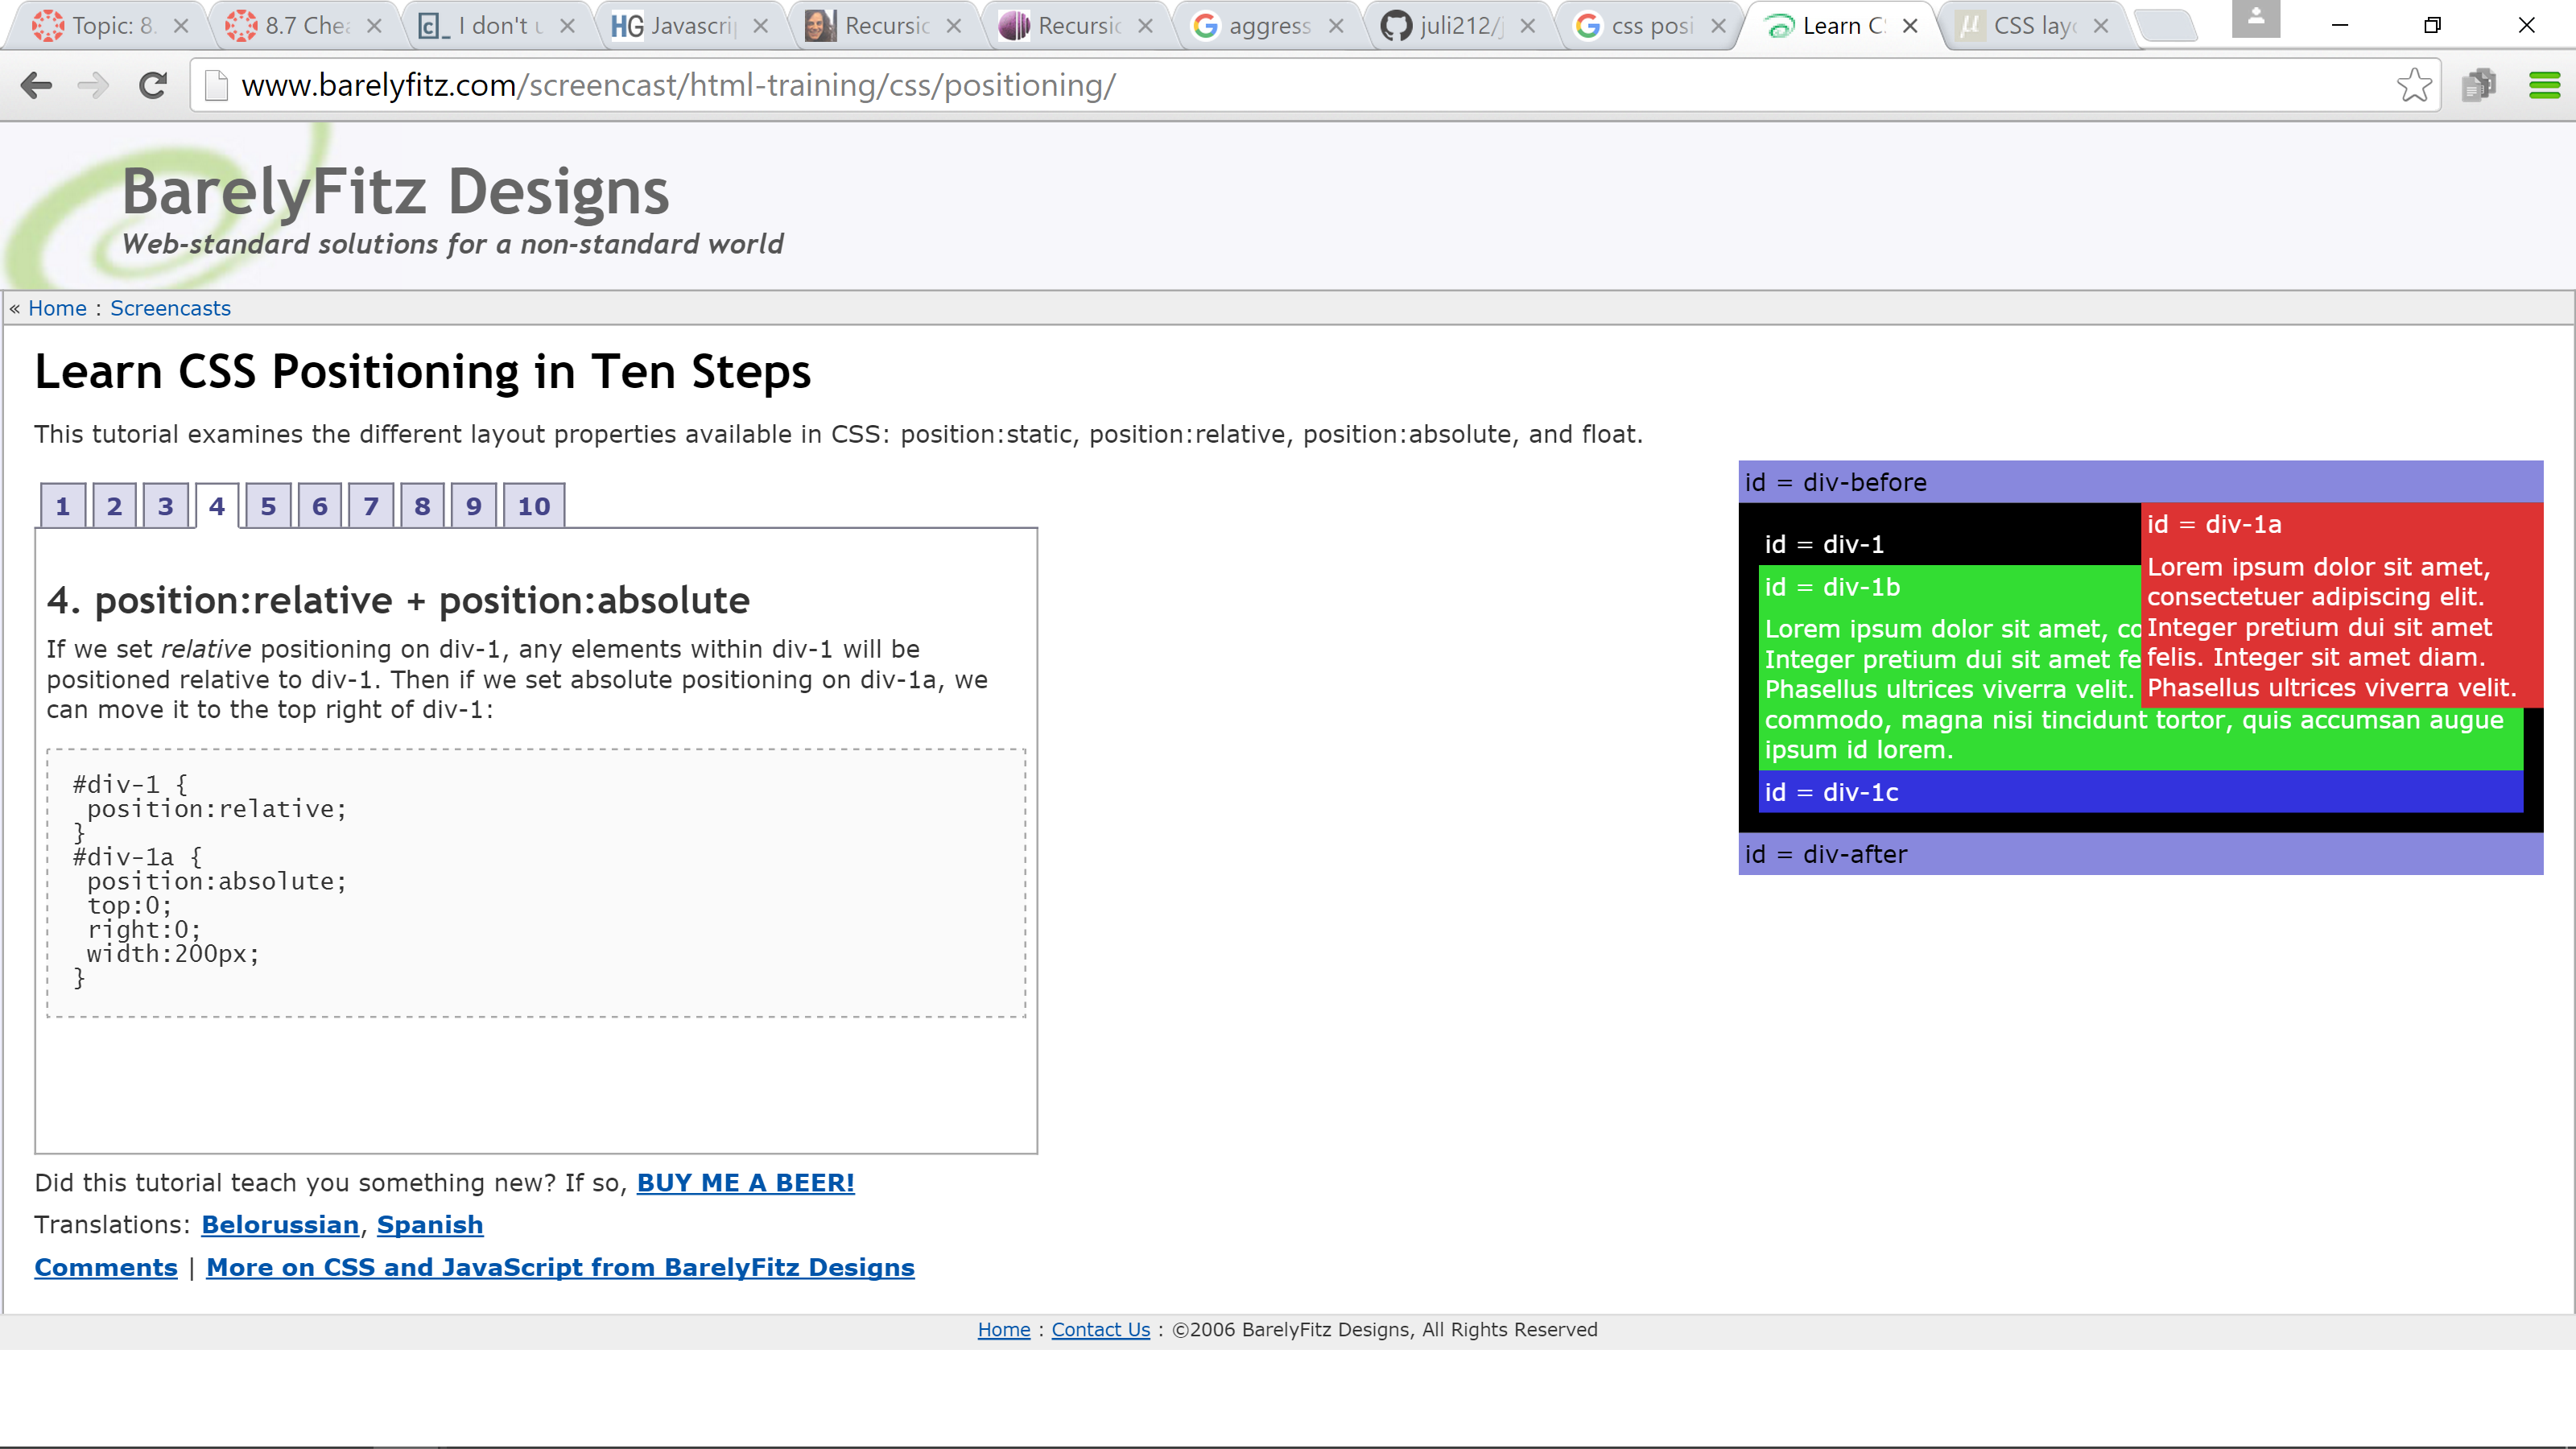 Topic: 8.
8.7 Chea
I don't u
Javascrip
Recursic
Recursic
aggress
juli212/j
css posi
Learn CS
CSS layo
www.barelyfitz.com/screencast/html-training/css/positioning/
BarelyFitz Designs
Web-standard solutions for a non-standard world
« Home : Screencasts
Learn CSS Positioning in Ten Steps
This tutorial examines the different layout properties available in CSS: position:static, position:relative, position:absolute, and float.
1 2 3 4 5 6 7 8 9 10
4. position:relative + position:absolute
If we set relative positioning on div-1, any elements within div-1 will be
positioned relative to div-1. Then if we set absolute positioning on div-1a, we
can move it to the top right of div-1:
#div-1 {
 position:relative;
}
#div-1a {
 position:absolute;
 top:0;
 right:0;
 width:200px;
}
id = div-before
id = div-1
id = div-1a
Lorem ipsum dolor sit amet,
consectetuer adipiscing elit.
Integer pretium dui sit amet
felis. Integer sit amet diam.
Phasellus ultrices viverra velit.
id = div-1b
Lorem ipsum dolor sit amet, co
Integer pretium dui sit amet fe
Phasellus ultrices viverra velit.
commodo, magna nisi tincidunt tortor, quis accumsan augue
ipsum id lorem.
id = div-1c
id = div-after
Did this tutorial teach you something new? If so, BUY ME A BEER!
Translations: Belorussian, Spanish
Comments | More on CSS and JavaScript from BarelyFitz Designs
Home : Contact Us : ©2006 BarelyFitz Designs, All Rights Reserved